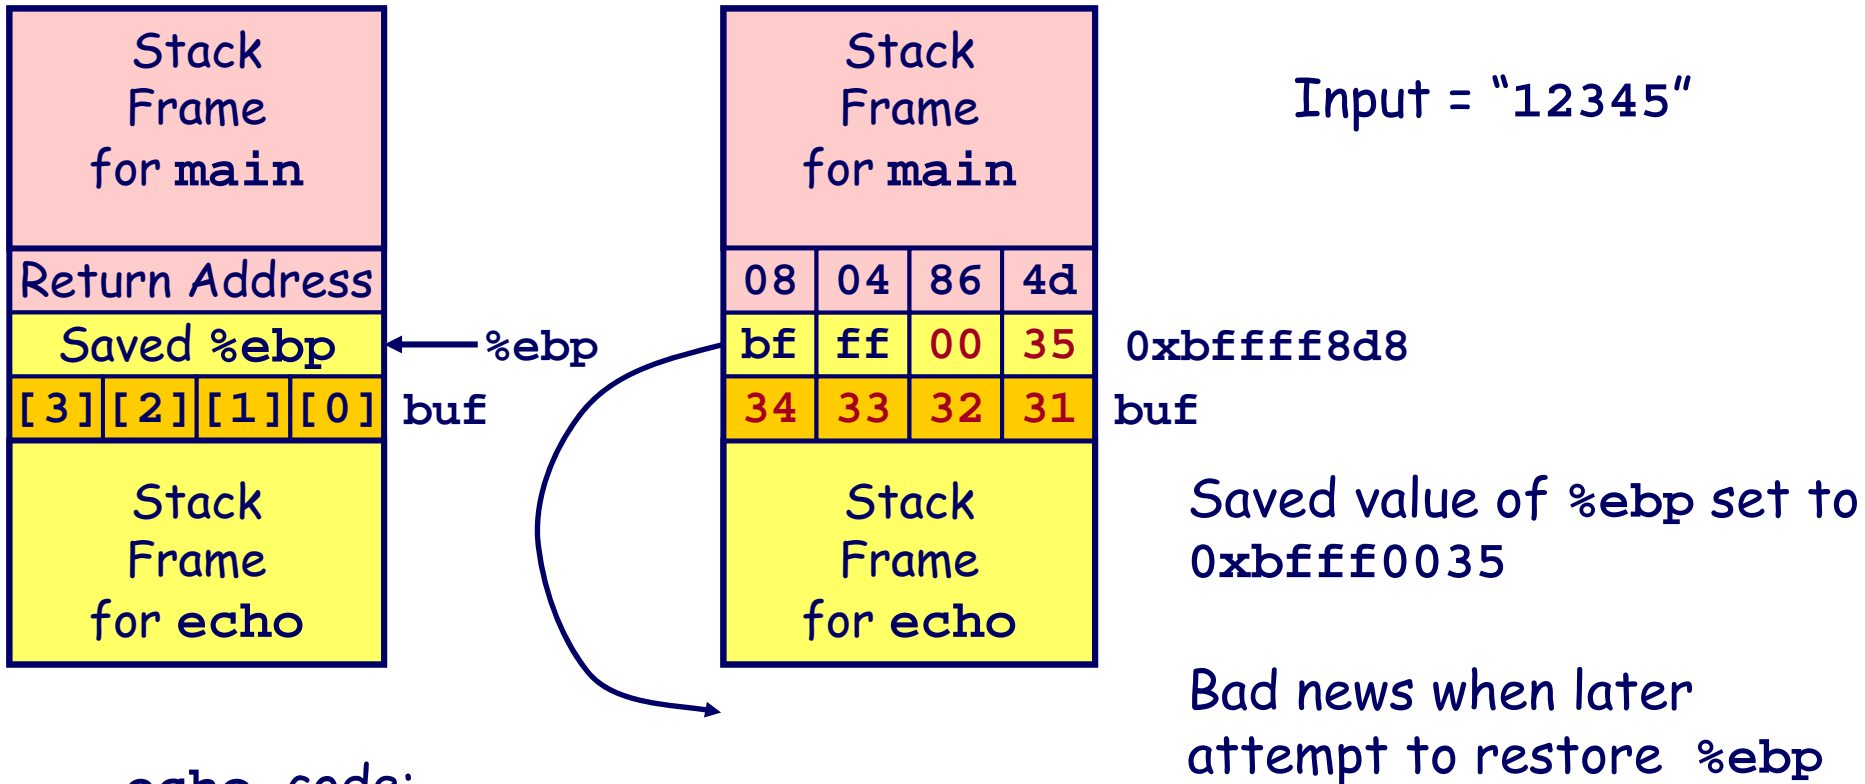 Stack
Frame
for main
Return Address
Saved %ebp
%ebp
[3] [2] [1] [0]
buf
Stack
Frame
for echo
Stack
Frame
for main
08 04 86 4d
bf ff 00 35
0xbffff8d8
34 33 32 31
buf
Stack
Frame
for echo
Input = “12345”
Saved value of %ebp set to
0xbfff0035
Bad news when later
attempt to restore %ebp
echo code: